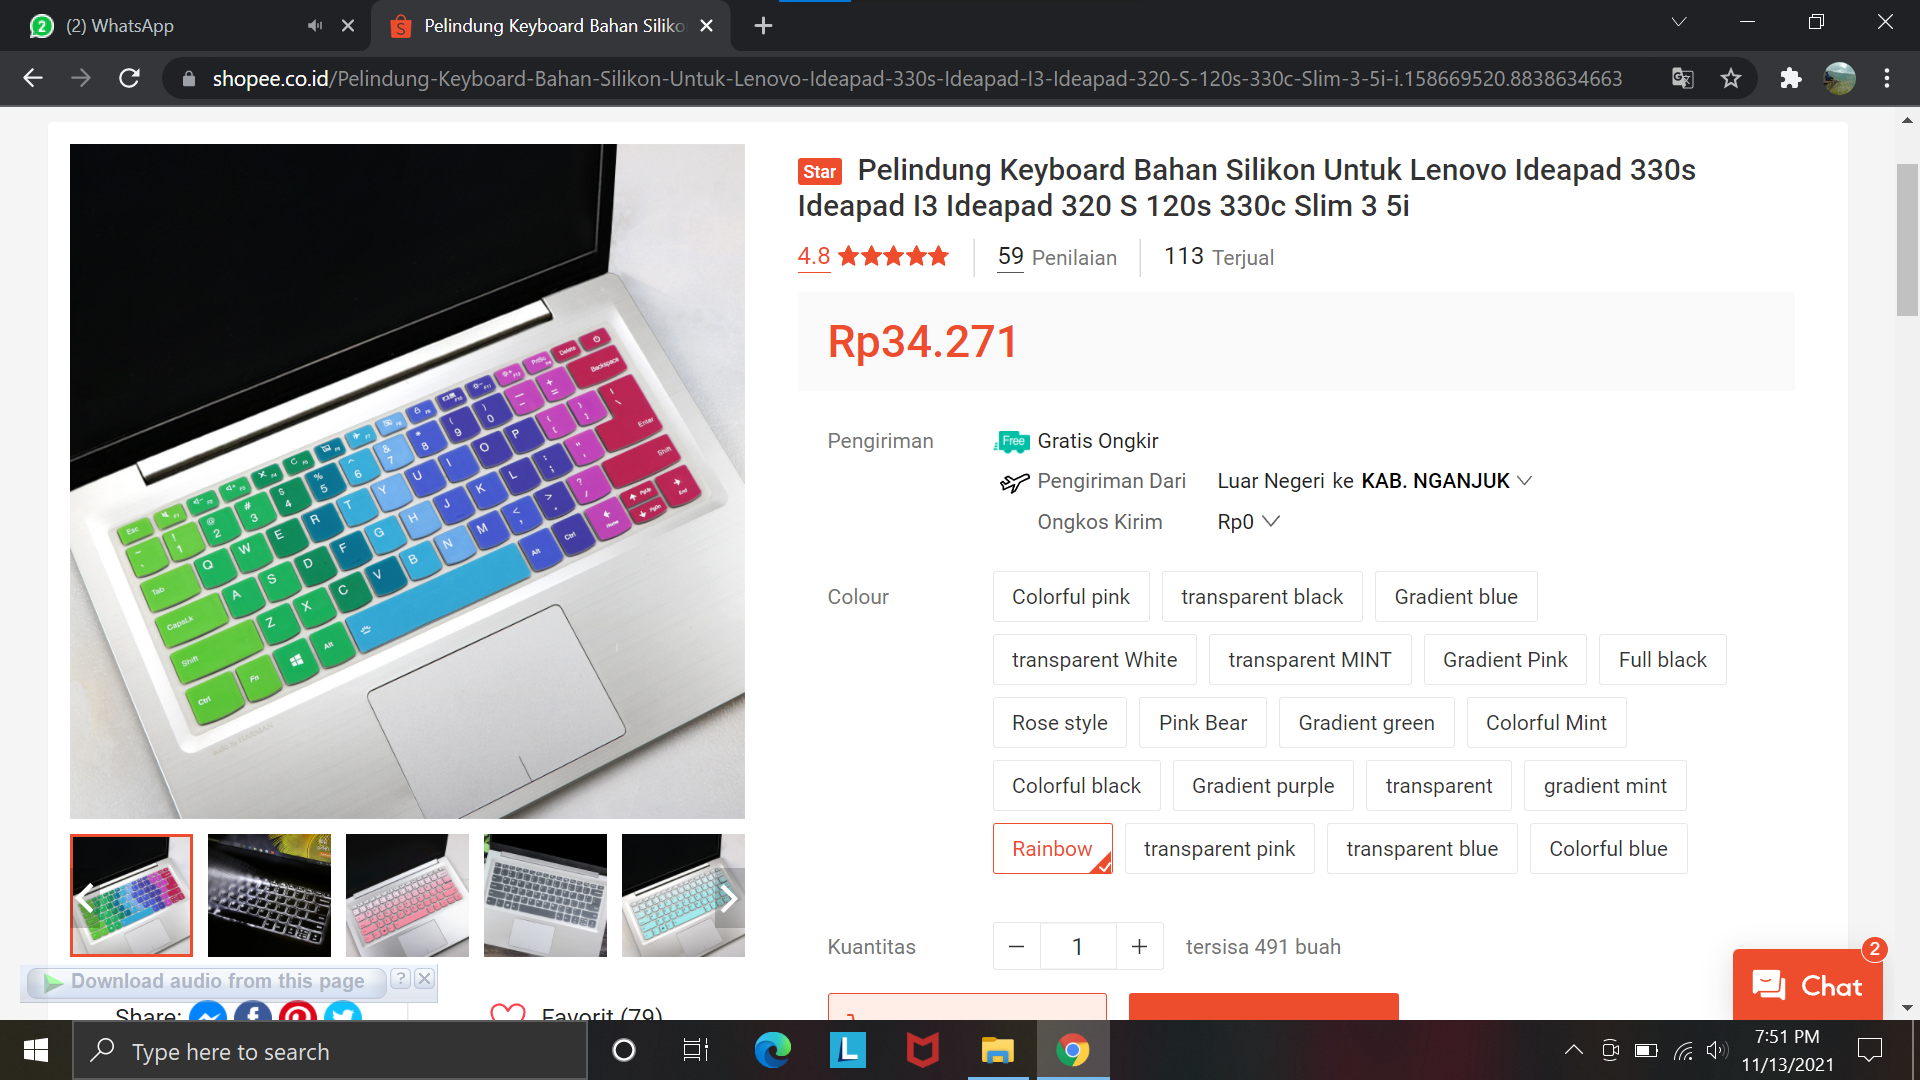 (2) WhatsApp
Pelindung Keyboard Bahan Siliko
shopee.co.id/Pelindung-Keyboard-Bahan-Silikon-Untuk-Lenovo-Ideapad-330s-Ideapad-I3-Ideapad-320-S-120s-330c-Slim-3-5i-i.158669520.8838634663
Star Pelindung Keyboard Bahan Silikon Untuk Lenovo Ideapad 330s
Ideapad I3 Ideapad 320 S 120s 330c Slim 3 5i
4.8 59 Penilaian 113 Terjual
Rp34.271
Pengiriman Free Gratis Ongkir
Pengiriman Dari Luar Negeri ke KAB. NGANJUK
Ongkos Kirim Rp0
Colour Colorful pink transparent black Gradient blue
transparent White transparent MINT Gradient Pink Full black
Rose style Pink Bear Gradient green Colorful Mint
Colorful black Gradient purple transparent gradient mint
Rainbow transparent pink transparent blue Colorful blue
Kuantitas 1 tersisa 491 buah
Download audio from this page ?
Share: Favorit (79)
Chat 2
Type here to search
7:51 PM
11/13/2021